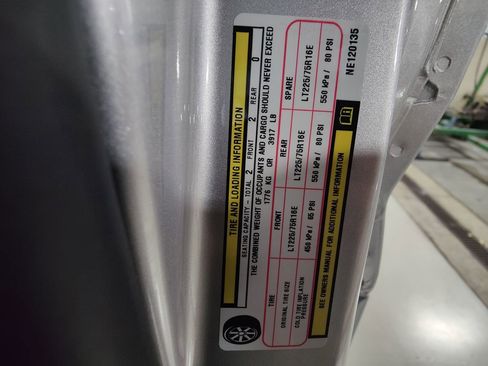 TIRE AND LOADING INFORMATION
SEATING CAPACITY - TOTAL 2 FRONT 2 REAR 0
THE COMBINED WEIGHT OF OCCUPANTS AND CARGO SHOULD NEVER EXCEED
1776 KG OR 3917 LB
TIRE FRONT REAR SPARE
ORIGINAL TIRE SIZE LT225/75R16E LT225/75R16E LT225/75R16E
COLD TIRE INFLATION PRESSURE 450 kPa / 65 PSI 550 kPa / 80 PSI 550 kPa / 80 PSI
SEE OWNERS MANUAL FOR ADDITIONAL INFORMATION
NE120135